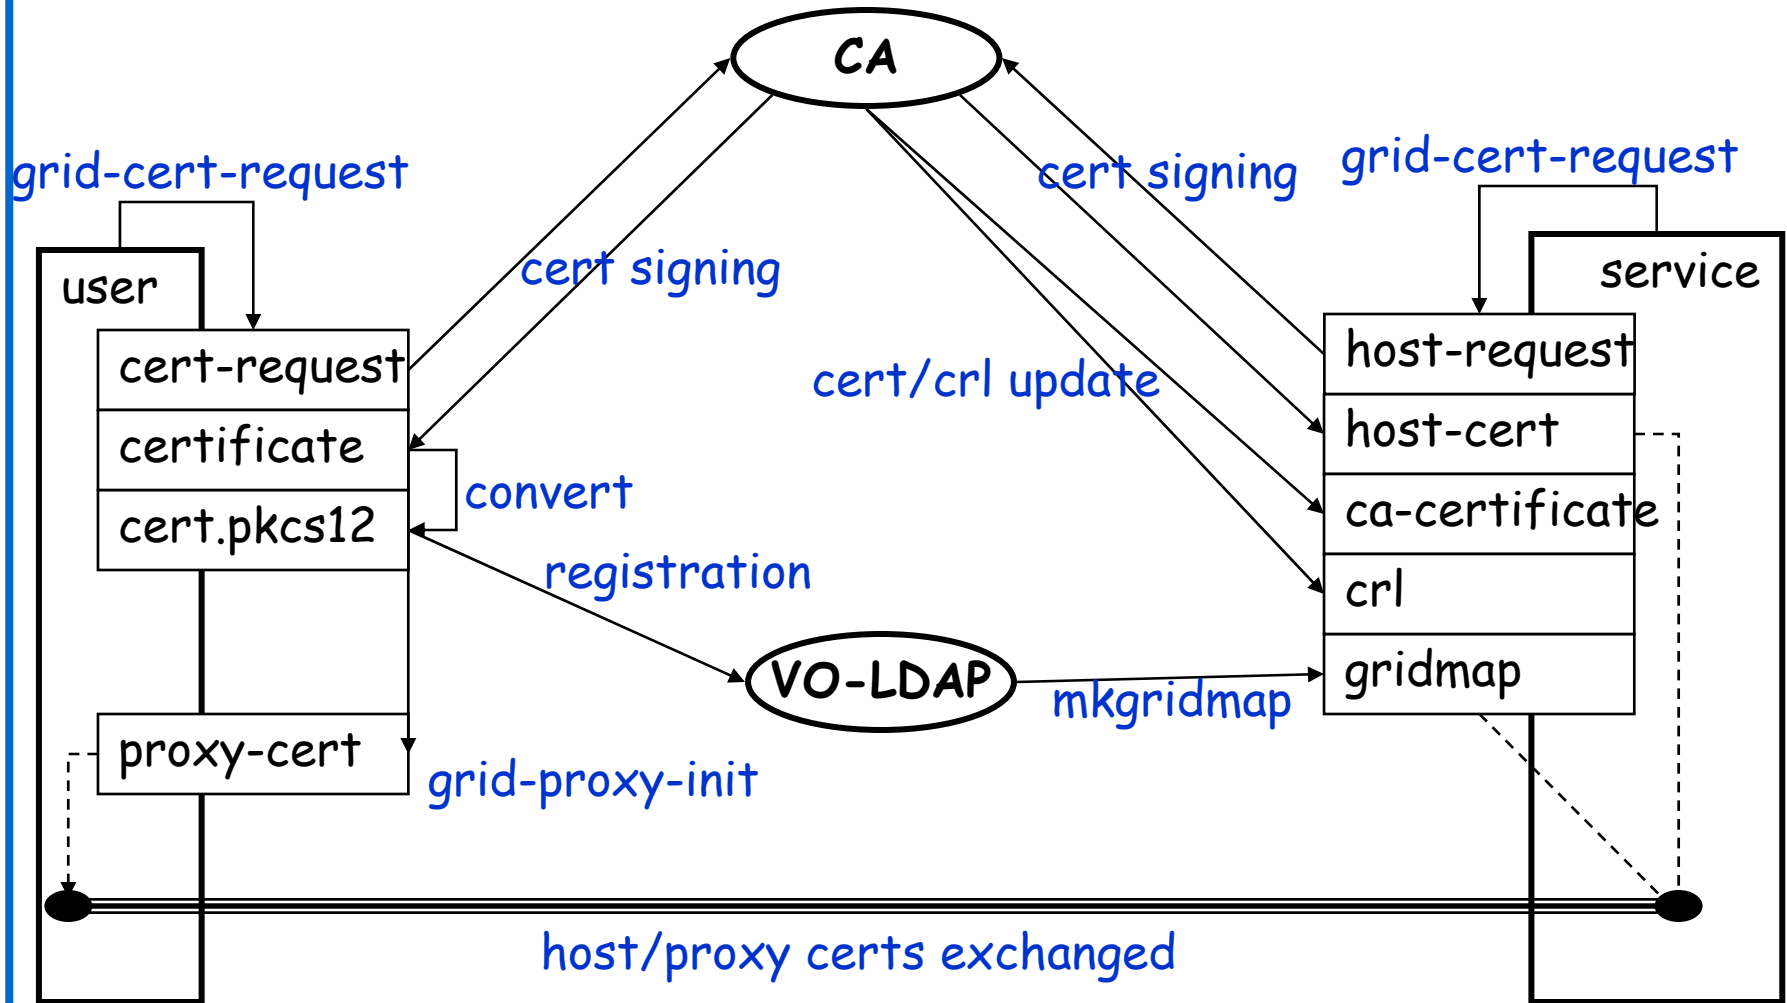 CA
grid-cert-request
cert signing
grid-cert-request
user
cert signing
service
cert-request
host-request
cert/crl update
certificate
host-cert
convert
cert.pkcs12
ca-certificate
registration
crl
VO-LDAP
mkgridmap
gridmap
proxy-cert
grid-proxy-init
host/proxy certs exchanged